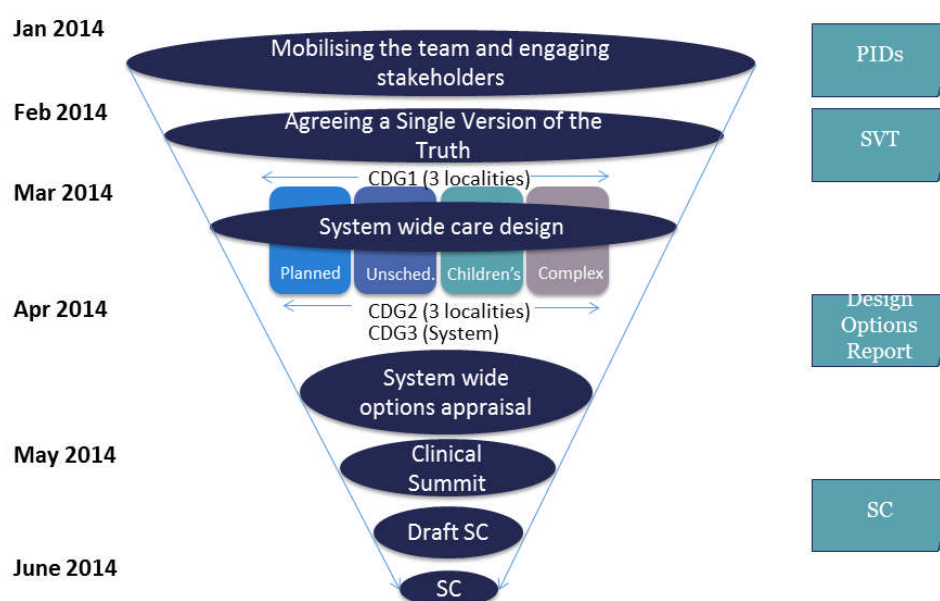 Jan 2014
Mobilising the team and engaging
stakeholders
PIDs
Feb 2014
Agreeing a Single Version of the
Truth
SVT
CDG1 (3 localities)
Mar 2014
System wide care design
Planned
Unsched.
Children's
Complex
Apr 2014
CDG2 (3 localities)
CDG3 (System)
Design
Options
Report
System wide
options appraisal
May 2014
Clinical
Summit
SC
Draft SC
June 2014
SC